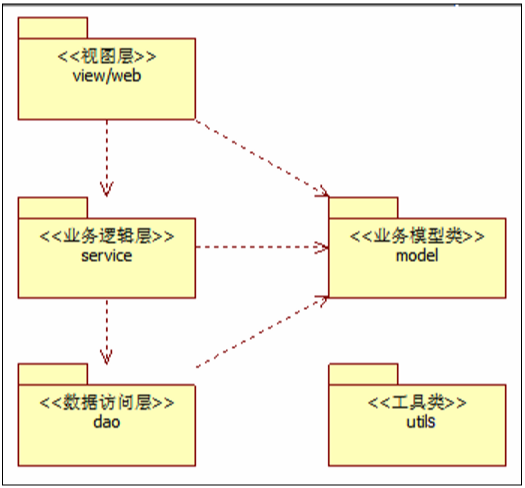 <<视图层>>
view/web
<<业务逻辑层>>
service
<<业务模型类>>
model
<<数据访问层>>
dao
<<工具类>>
utils